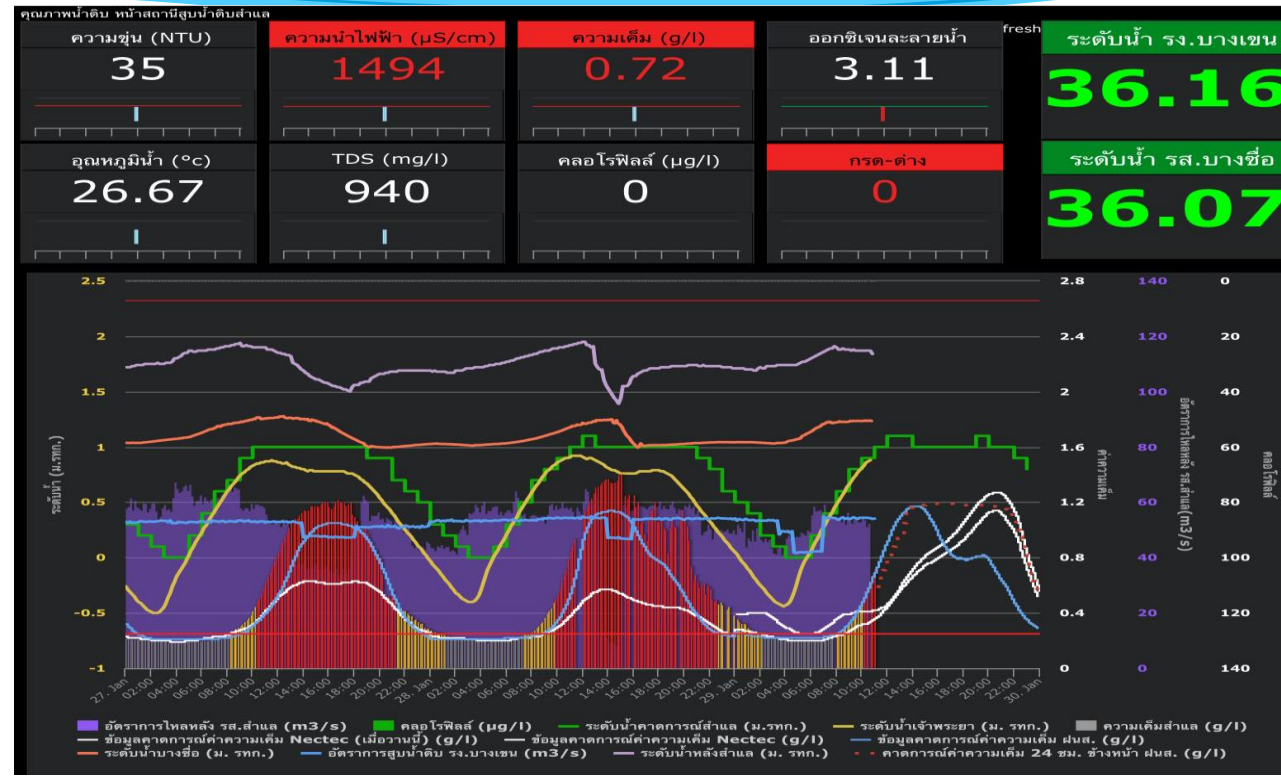 คุณภาพน้ำดิบ หน้าสถานีสูบน้ำดิบสำแล
ความขุ่น (NTU)
35
ความนำไฟฟ้า (µS/cm)
1494
ความเค็ม (g/l)
0.72
ออกซิเจนละลายน้ำ
3.11
fresh
ระดับน้ำ รง.บางเขน
36.16
อุณหภูมิน้ำ (°c)
26.67
TDS (mg/l)
940
คลอโรฟิลล์ (µg/l)
0
กรด-ด่าง
0
ระดับน้ำ รส.บางซื่อ
36.07
2.5 2.8 140 0
2 2.4 120 20
1.5 2 100 40
1 1.6 80 60
0.5 1.2 60 80
0 0.8 40 100
-0.5 0.4 20 120
-1 0 0 140
ระดับน้ำ (ม.รทก.)
ค่าความเค็ม
อัตราการไหลหลัง รส.สำแล(m3/s)
คลอโรฟิลล์
27. Jan 02:00 04:00 06:00 08:00 10:00 12:00 14:00 16:00 18:00 20:00 22:00 28. Jan 02:00 04:00 06:00 08:00 10:00 12:00 14:00 16:00 18:00 20:00 22:00 29. Jan 02:00 04:00 06:00 08:00 10:00 12:00 14:00 16:00 18:00 20:00 22:00 30. Jan
อัตราการไหลหลัง รส.สำแล (m3/s) คลอโรฟิลล์ (µg/l) ระดับน้ำคาดการณ์สำแล (ม.รทก.) ระดับน้ำเจ้าพระยา (ม. รทก.) ความเค็มสำแล (g/l)
ข้อมูลคาดการณ์ค่าความเค็ม Nectec (เมื่อวานนี้) (g/l) ข้อมูลคาดการณ์ค่าความเค็ม Nectec (g/l) ข้อมูลคาดการณ์ค่าความเค็ม ฝนส. (g/l)
ระดับน้ำบางซื่อ (ม. รทก.) อัตราการสูบน้ำดิบ รง.บางเขน (m3/s) ระดับน้ำหลังสำแล (ม. รทก.) คาดการณ์ค่าความเค็ม 24 ชม. ข้างหน้า ฝนส. (g/l)